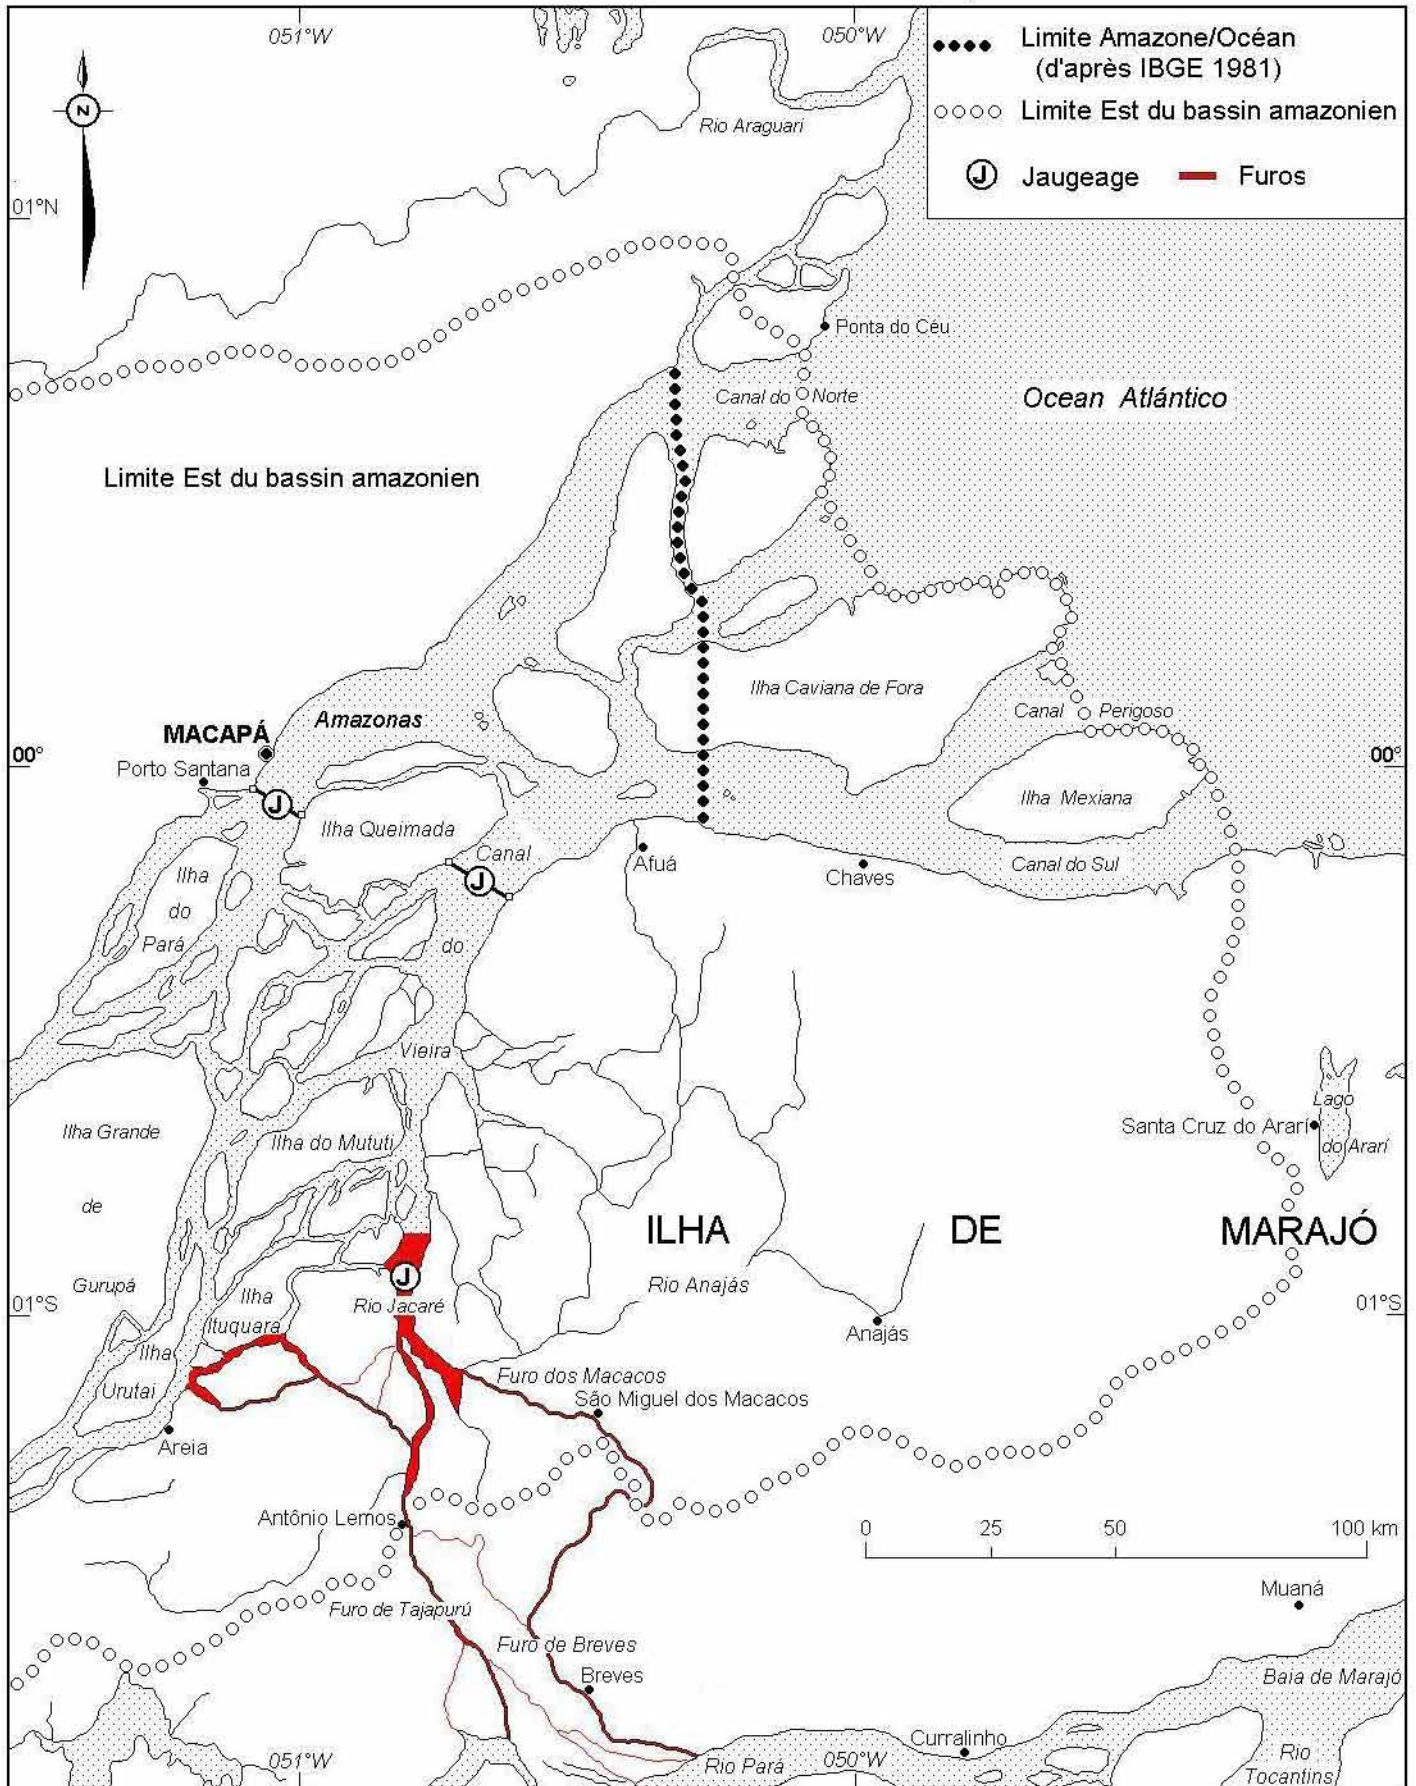 051°W
050°W
Limite Amazone/Océan
(d'après IBGE 1981)
Limite Est du bassin amazonien
J Jaugeage
Furos
N
Rio Araguari
01°N
Ponta do Céu
Canal do Norte
Ocean Atlántico
Limite Est du bassin amazonien
Ilha Caviana de Fora
Canal Perigoso
Amazonas
MACAPÁ
00°
00°
Porto Santana
J
Ilha Queimada
Ilha Mexiana
Canal
Afuá
Canal do Sul
Ilha
do
Pará
J
Chaves
do
Vieira
Lago
do Ararí
Santa Cruz do Ararí
Ilha Grande
de
Gurupá
Ilha do Mututi
ILHA DE MARAJÓ
J
Rio Anajás
Ilha
Ituquara
Rio Jacaré
01°S
01°S
Anajás
Ilha
Urutai
Furo dos Macacos
São Miguel dos Macacos
Areia
Antônio Lemos
0 25 50 100 km
Muaná
Furo de Tajapurú
Furo de Breves
Breves
Baia de Marajó
Curralinho
051°W
Rio Pará
050°W
Rio
Tocantins